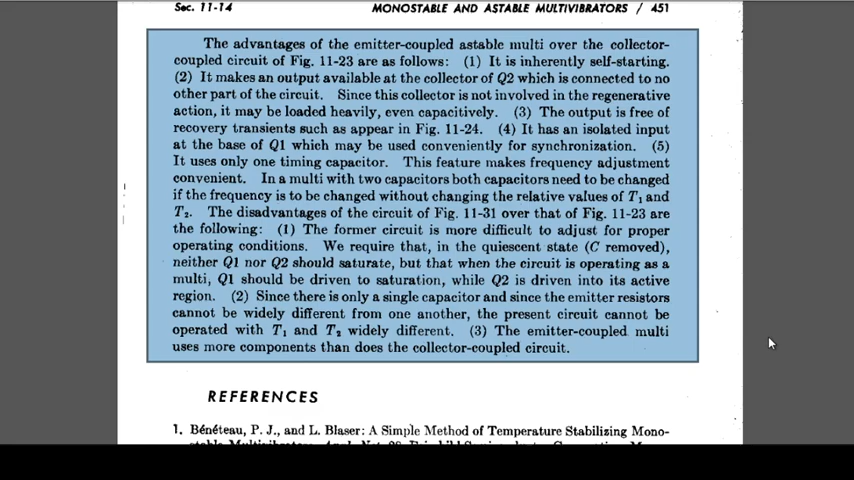 Sec. 11-14 MONOSTABLE AND ASTABLE MULTIVIBRATORS / 451
The advantages of the emitter-coupled astable multi over the collector-
coupled circuit of Fig. 11-23 are as follows: (1) It is inherently self-starting.
(2) It makes an output available at the collector of Q2 which is connected to no
other part of the circuit. Since this collector is not involved in the regenerative
action, it may be loaded heavily, even capacitively. (3) The output is free of
recovery transients such as appear in Fig. 11-24. (4) It has an isolated input
at the base of Q1 which may be used conveniently for synchronization. (5)
It uses only one timing capacitor. This feature makes frequency adjustment
convenient. In a multi with two capacitors both capacitors need to be changed
if the frequency is to be changed without changing the relative values of T₁ and
T₂. The disadvantages of the circuit of Fig. 11-31 over that of Fig. 11-23 are
the following: (1) The former circuit is more difficult to adjust for proper
operating conditions. We require that, in the quiescent state (C removed),
neither Q1 nor Q2 should saturate, but that when the circuit is operating as a
multi, Q1 should be driven to saturation, while Q2 is driven into its active
region. (2) Since there is only a single capacitor and since the emitter resistors
cannot be widely different from one another, the present circuit cannot be
operated with T₁ and T₂ widely different. (3) The emitter-coupled multi
uses more components than does the collector-coupled circuit.
REFERENCES
1. Bénéteau, P. J., and L. Blaser: A Simple Method of Temperature Stabilizing Mono-